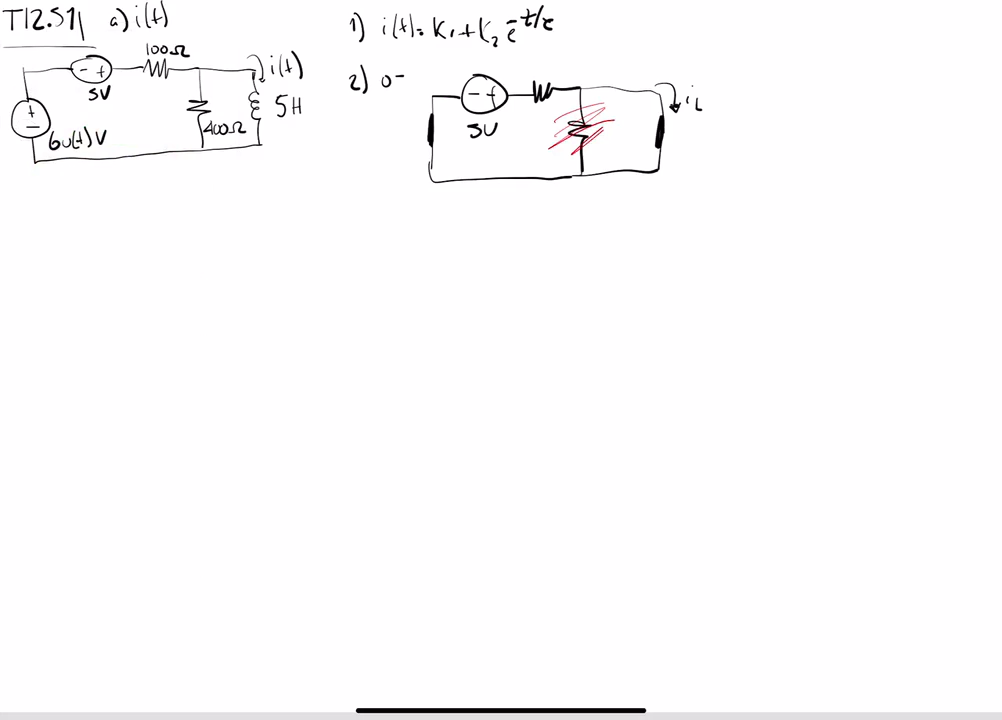 T12.51 a) i(t)
100Ω
i(t)
- +
5V
5H
400Ω
+
-
6u(t) V
1) i(t) = K₁ + K₂ e^-t/τ
2) 0⁻
- +
5V
iL